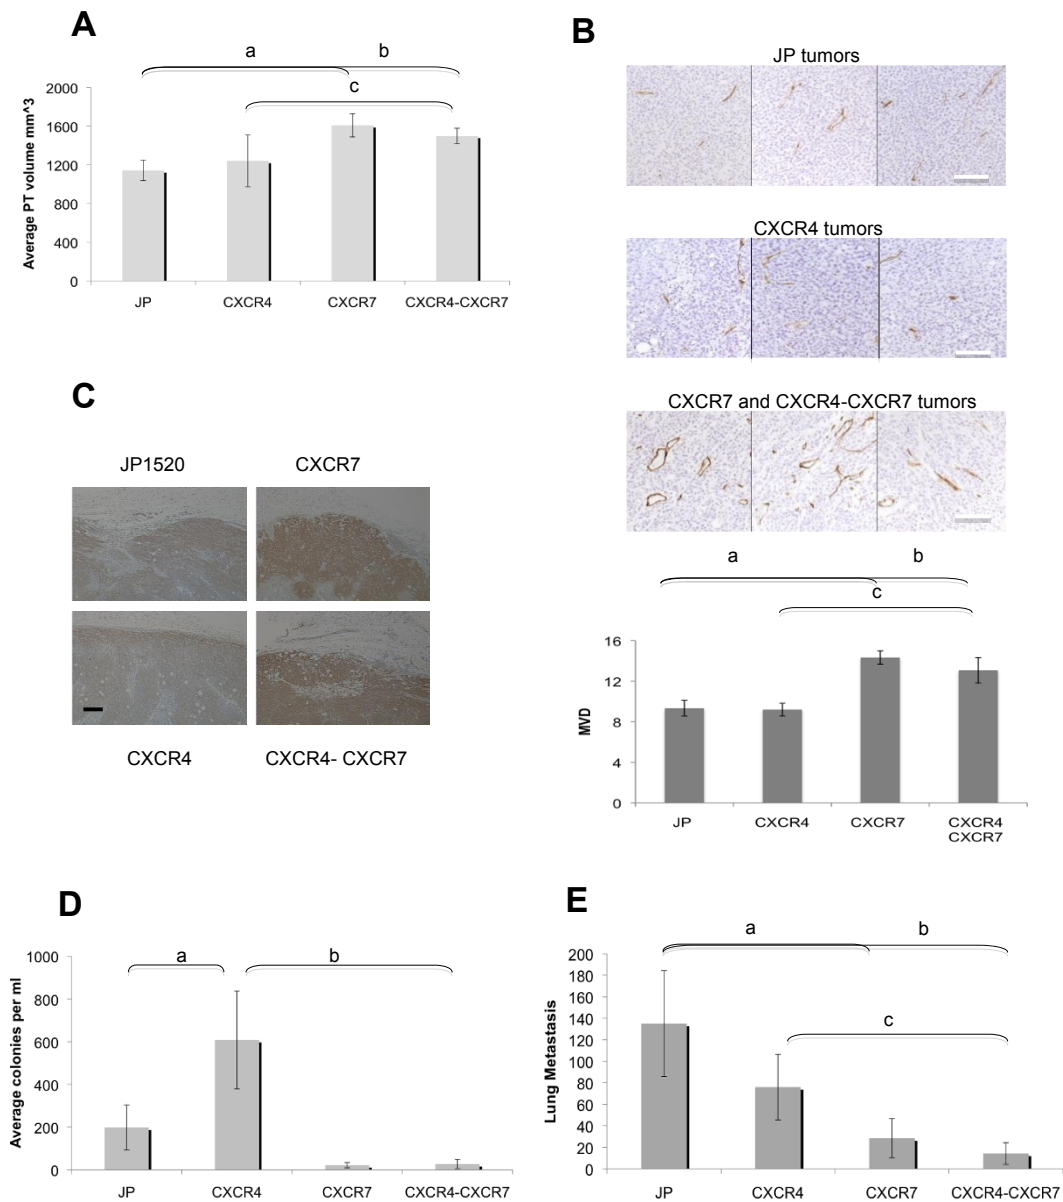 A
a
b
c
Average PT volume mm^3
2000
1600
1200
800
400
0
JP
CXCR4
CXCR7
CXCR4-CXCR7
B
JP tumors
CXCR4 tumors
CXCR7 and CXCR4-CXCR7 tumors
a
b
c
MVD
16
12
8
4
0
JP
CXCR4
CXCR7
CXCR4
CXCR7
C
JP1520
CXCR7
CXCR4
CXCR4- CXCR7
D
a
b
Average colonies per ml
1000
800
600
400
200
0
JP
CXCR4
CXCR7
CXCR4-CXCR7
E
a
b
c
Lung Metastasis
200
180
160
140
120
100
80
60
40
20
0
JP
CXCR4
CXCR7
CXCR4-CXCR7